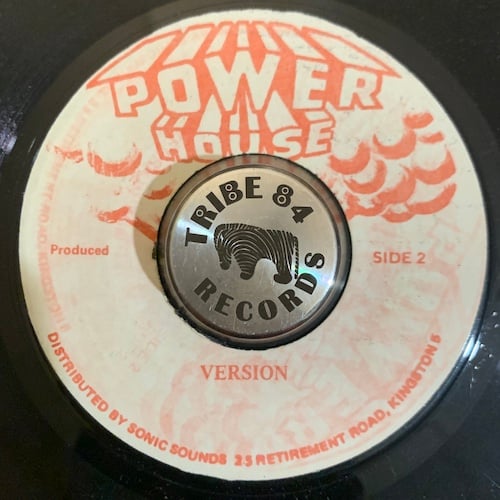 POWER
HOUSE
TRIBE 84
RECORDS
Produced
SIDE 2
VERSION
DISTRIBUTED BY SONIC SOUNDS 25 RETIREMENT ROAD, KINGSTON 5